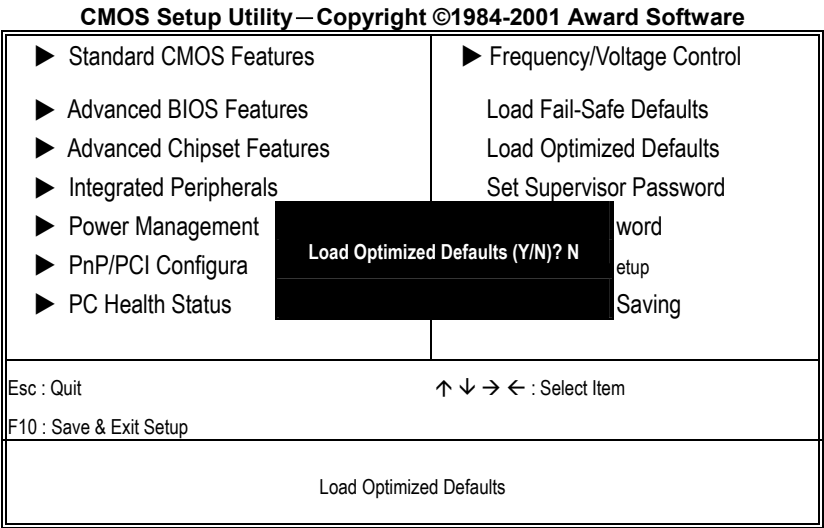 CMOS Setup Utility－Copyright ©1984-2001 Award Software
▶ Standard CMOS Features
▶ Advanced BIOS Features
▶ Advanced Chipset Features
▶ Integrated Peripherals
▶ Power Management
▶ PnP/PCI Configura
▶ PC Health Status
▶ Frequency/Voltage Control
Load Fail-Safe Defaults
Load Optimized Defaults
Set Supervisor Password
word
etup
Saving
Load Optimized Defaults (Y/N)? N
Esc : Quit
↑ ↓ → ← : Select Item
F10 : Save & Exit Setup
Load Optimized Defaults